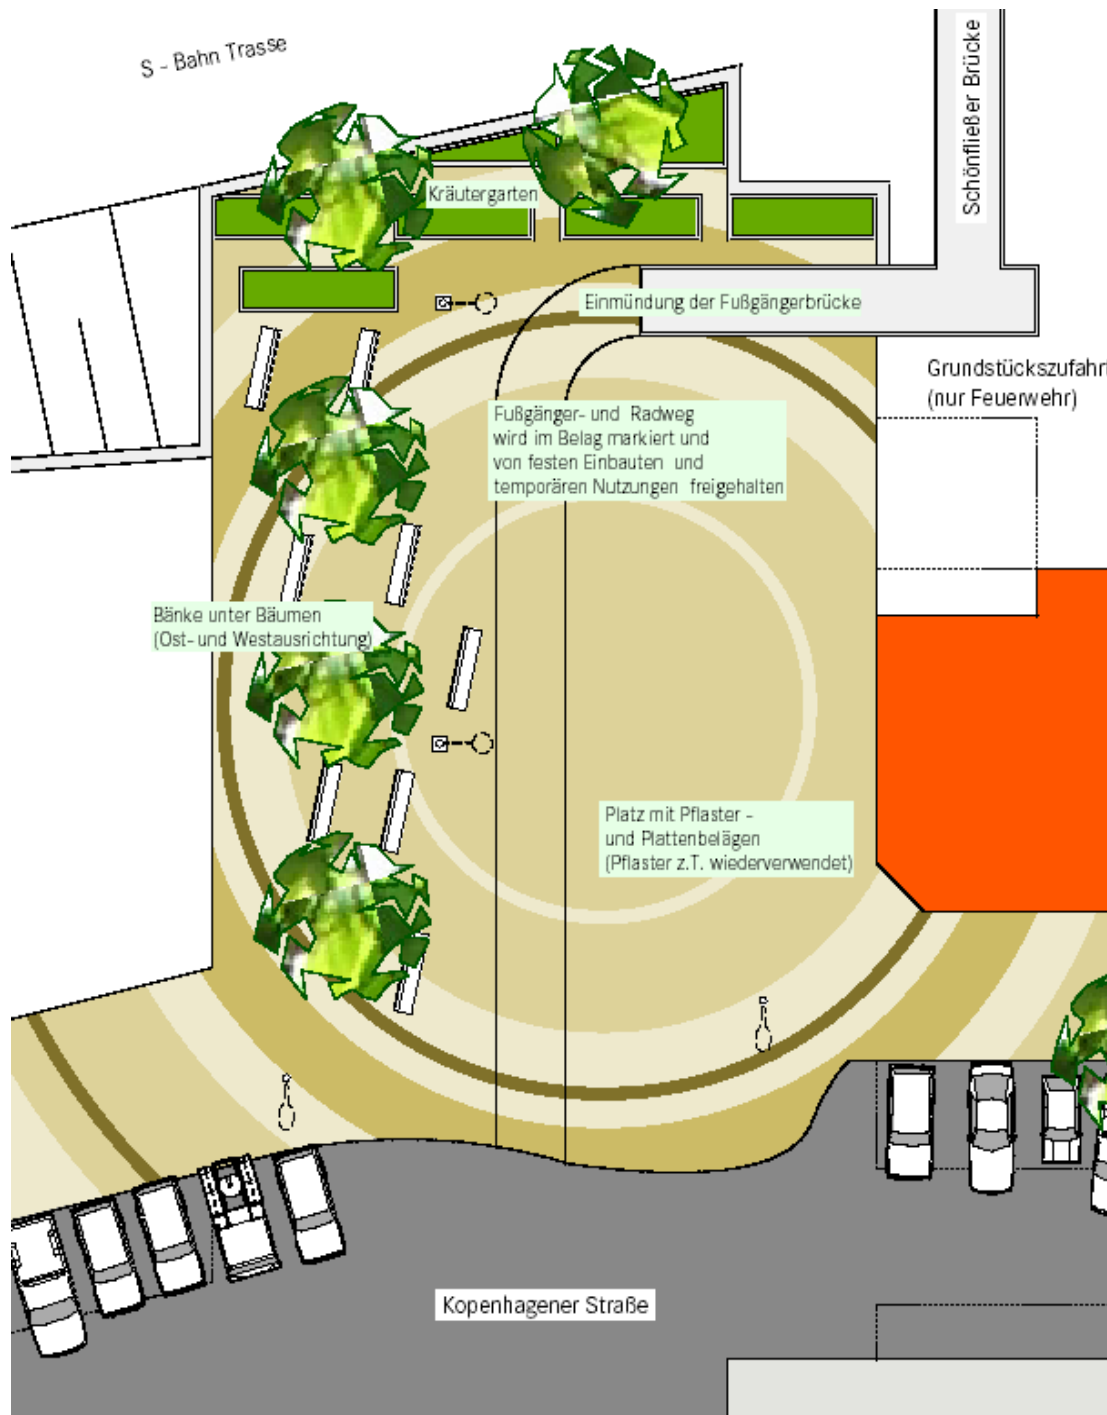 S - Bahn Trasse
Schönfließer Brücke
Kräutergarten
Einmündung der Fußgängerbrücke
Grundstückszufahrt
(nur Feuerwehr)
Fußgänger- und Radweg
wird im Belag markiert und
von festen Einbauten und
temporären Nutzungen freigehalten
Bänke unter Bäumen
(Ost- und Westausrichtung)
Platz mit Pflaster -
und Plattenbelägen
(Pflaster z.T. wiederverwendet)
Kopenhagener Straße